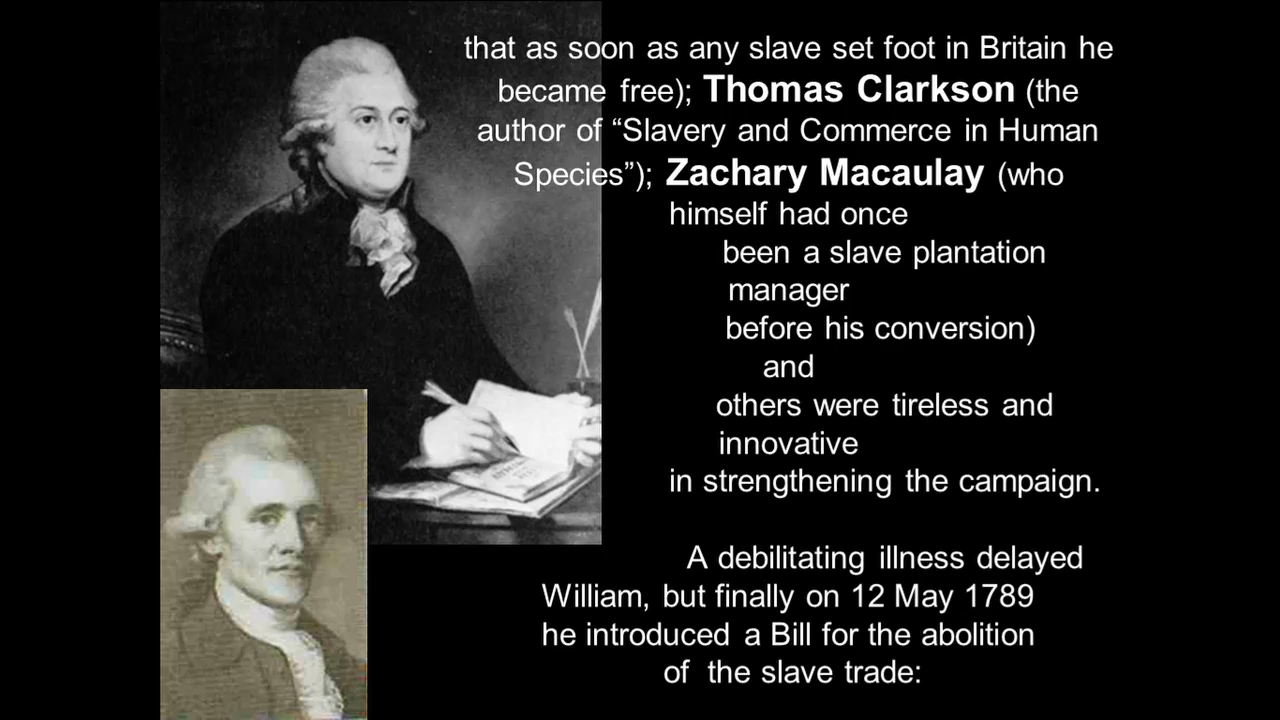 that as soon as any slave set foot in Britain he
became free); Thomas Clarkson (the
author of “Slavery and Commerce in Human
Species”); Zachary Macaulay (who
himself had once
been a slave plantation
manager
before his conversion)
and
others were tireless and
innovative
in strengthening the campaign.
A debilitating illness delayed
William, but finally on 12 May 1789
he introduced a Bill for the abolition
of the slave trade: